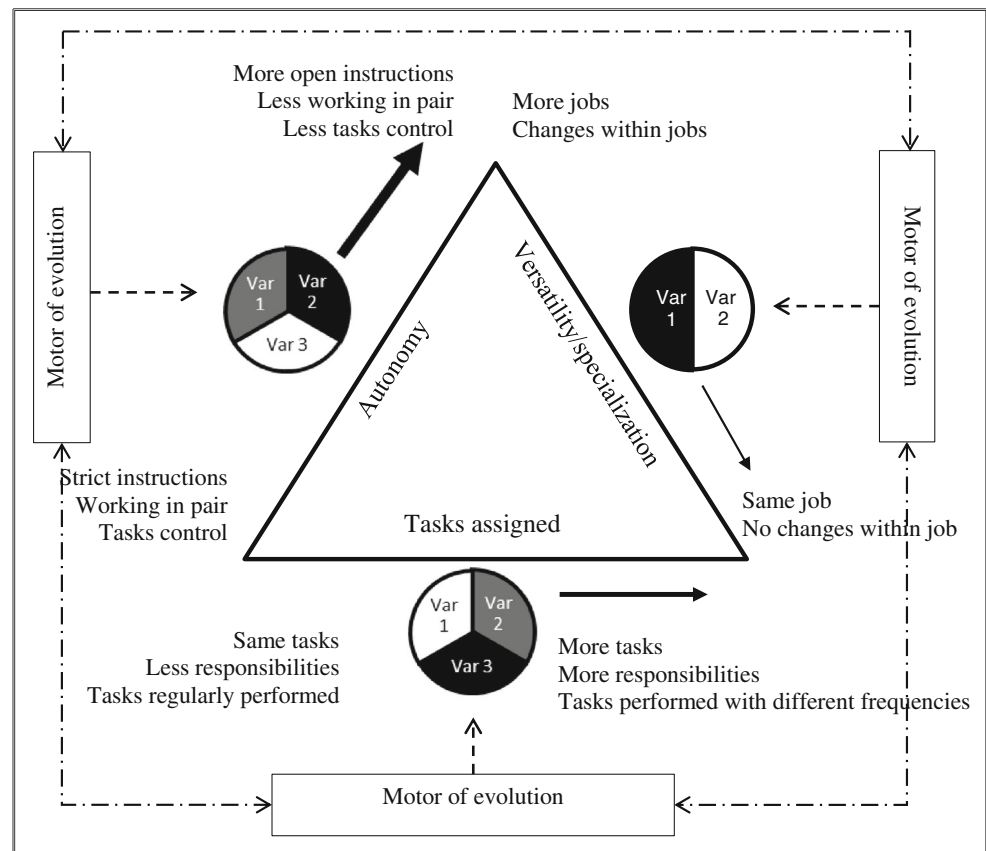 More open instructions
Less working in pair
Less tasks control
More jobs
Changes within jobs
Motor of evolution
Var
1
Var
2
Var 3
Autonomy
Versatility/specialization
Var
1
Var
2
Motor of evolution
Strict instructions
Working in pair
Tasks control
Tasks assigned
Same job
No changes within job
Var
1
Var
2
Var 3
Same tasks
Less responsibilities
Tasks regularly performed
More tasks
More responsibilities
Tasks performed with different frequencies
Motor of evolution